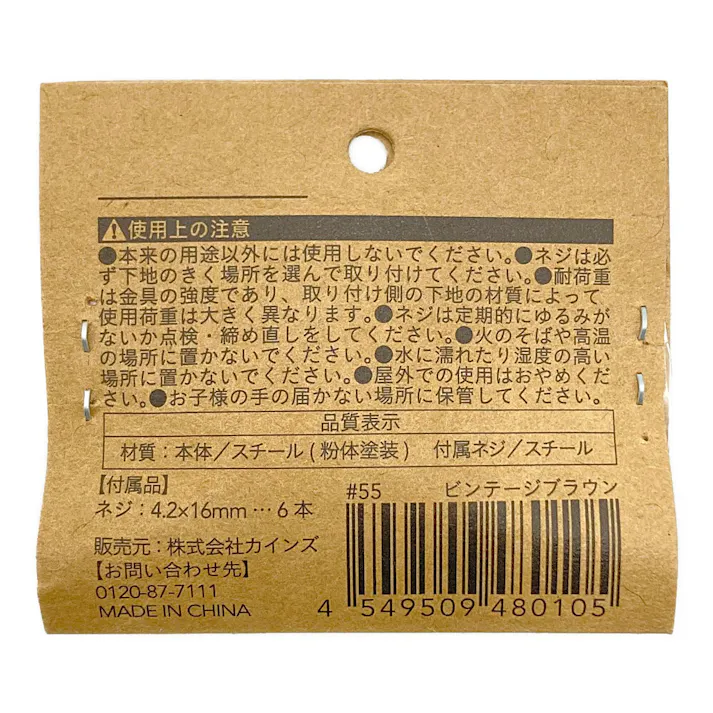 ⚠使用上の注意
●本来の用途以外には使用しないでください。●ネジは必
ず下地のきく場所を選んで取り付けてください。●耐荷重
は金具の強度であり、取り付け側の下地の材質によって
使用荷重は大きく異なります。●ネジは定期的にゆるみが
ないか点検・締め直しをしてください。●火のそばや高温
の場所に置かないでください。●水に濡れたり湿度の高い
場所に置かないでください。●屋外での使用はおやめくだ
さい。●お子様の手の届かない場所に保管してください。
品質表示
材質：本体／スチール(粉体塗装) 付属ネジ／スチール
【付属品】
ネジ：4.2×16mm…6本
販売元：株式会社カインズ
【お問い合わせ先】
0120-87-7111
MADE IN CHINA
#55 ビンテージブラウン
4 549509 480105